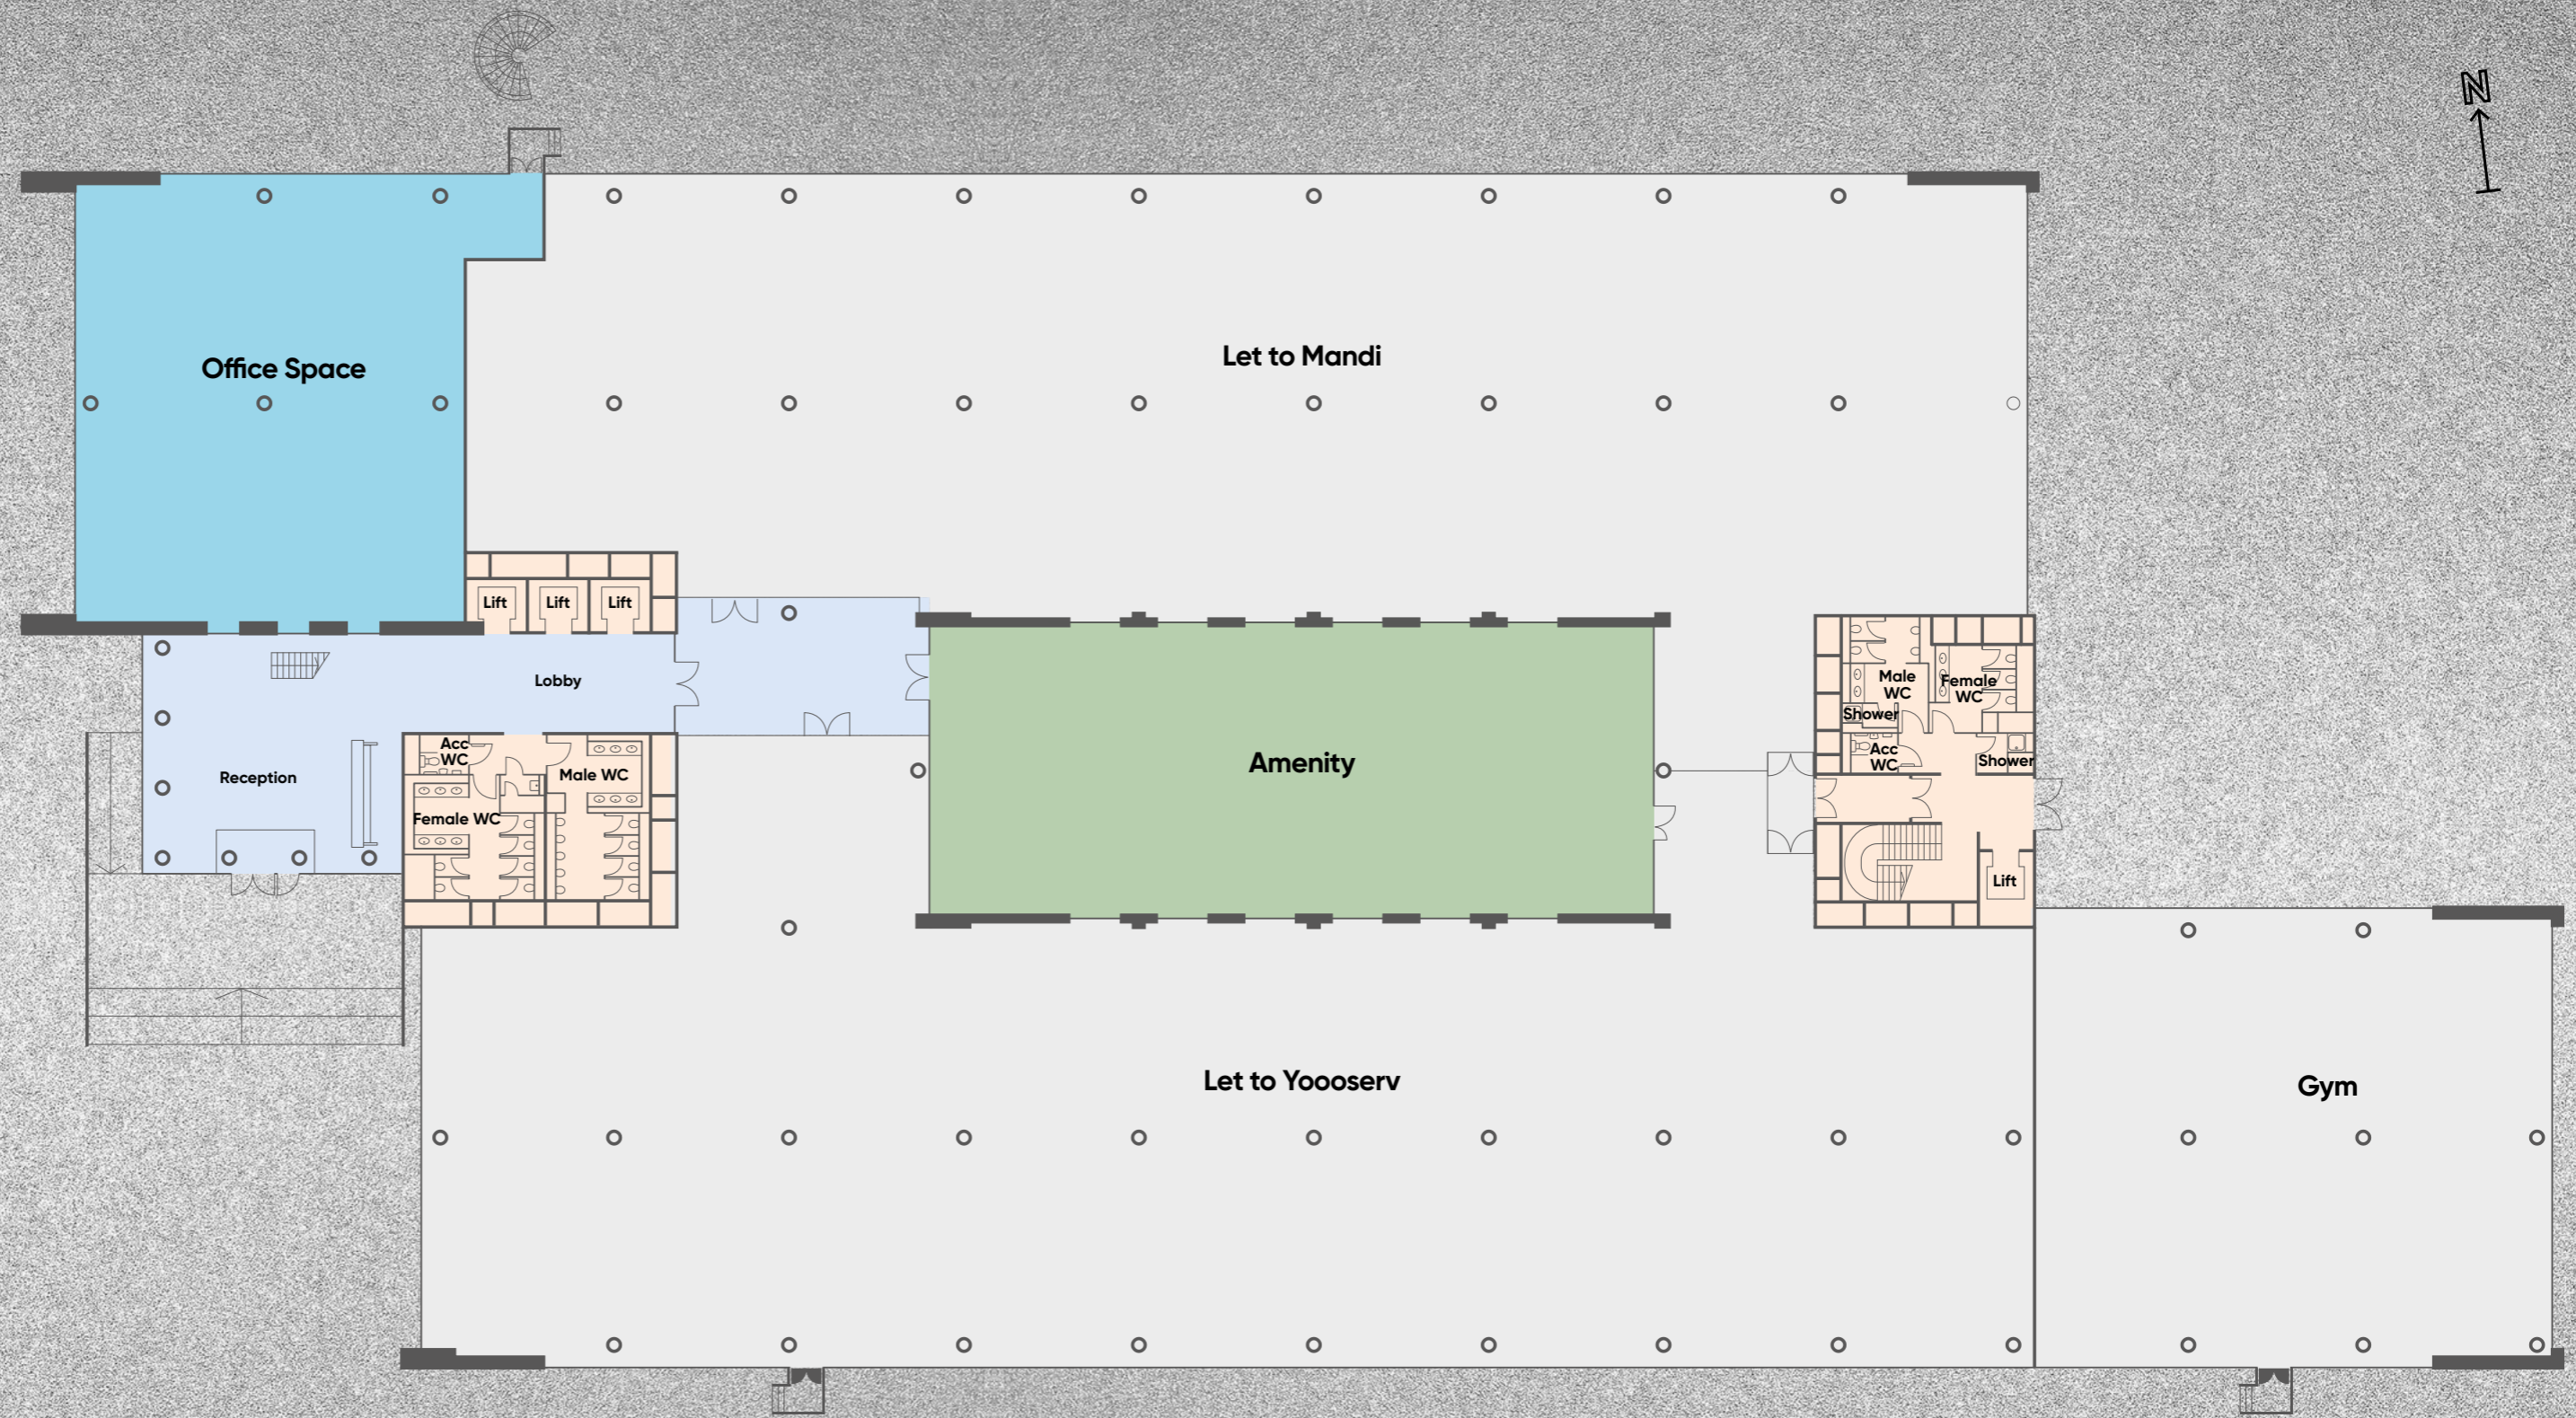 N
Let to Mandi
Office Space
Lift
Lift
Lift
Lobby
Male
WC
Female
WC
Shower
Acc
WC
Acc
WC
Shower
Amenity
Reception
Male WC
Female WC
Lift
Let to Yoooserv
Gym